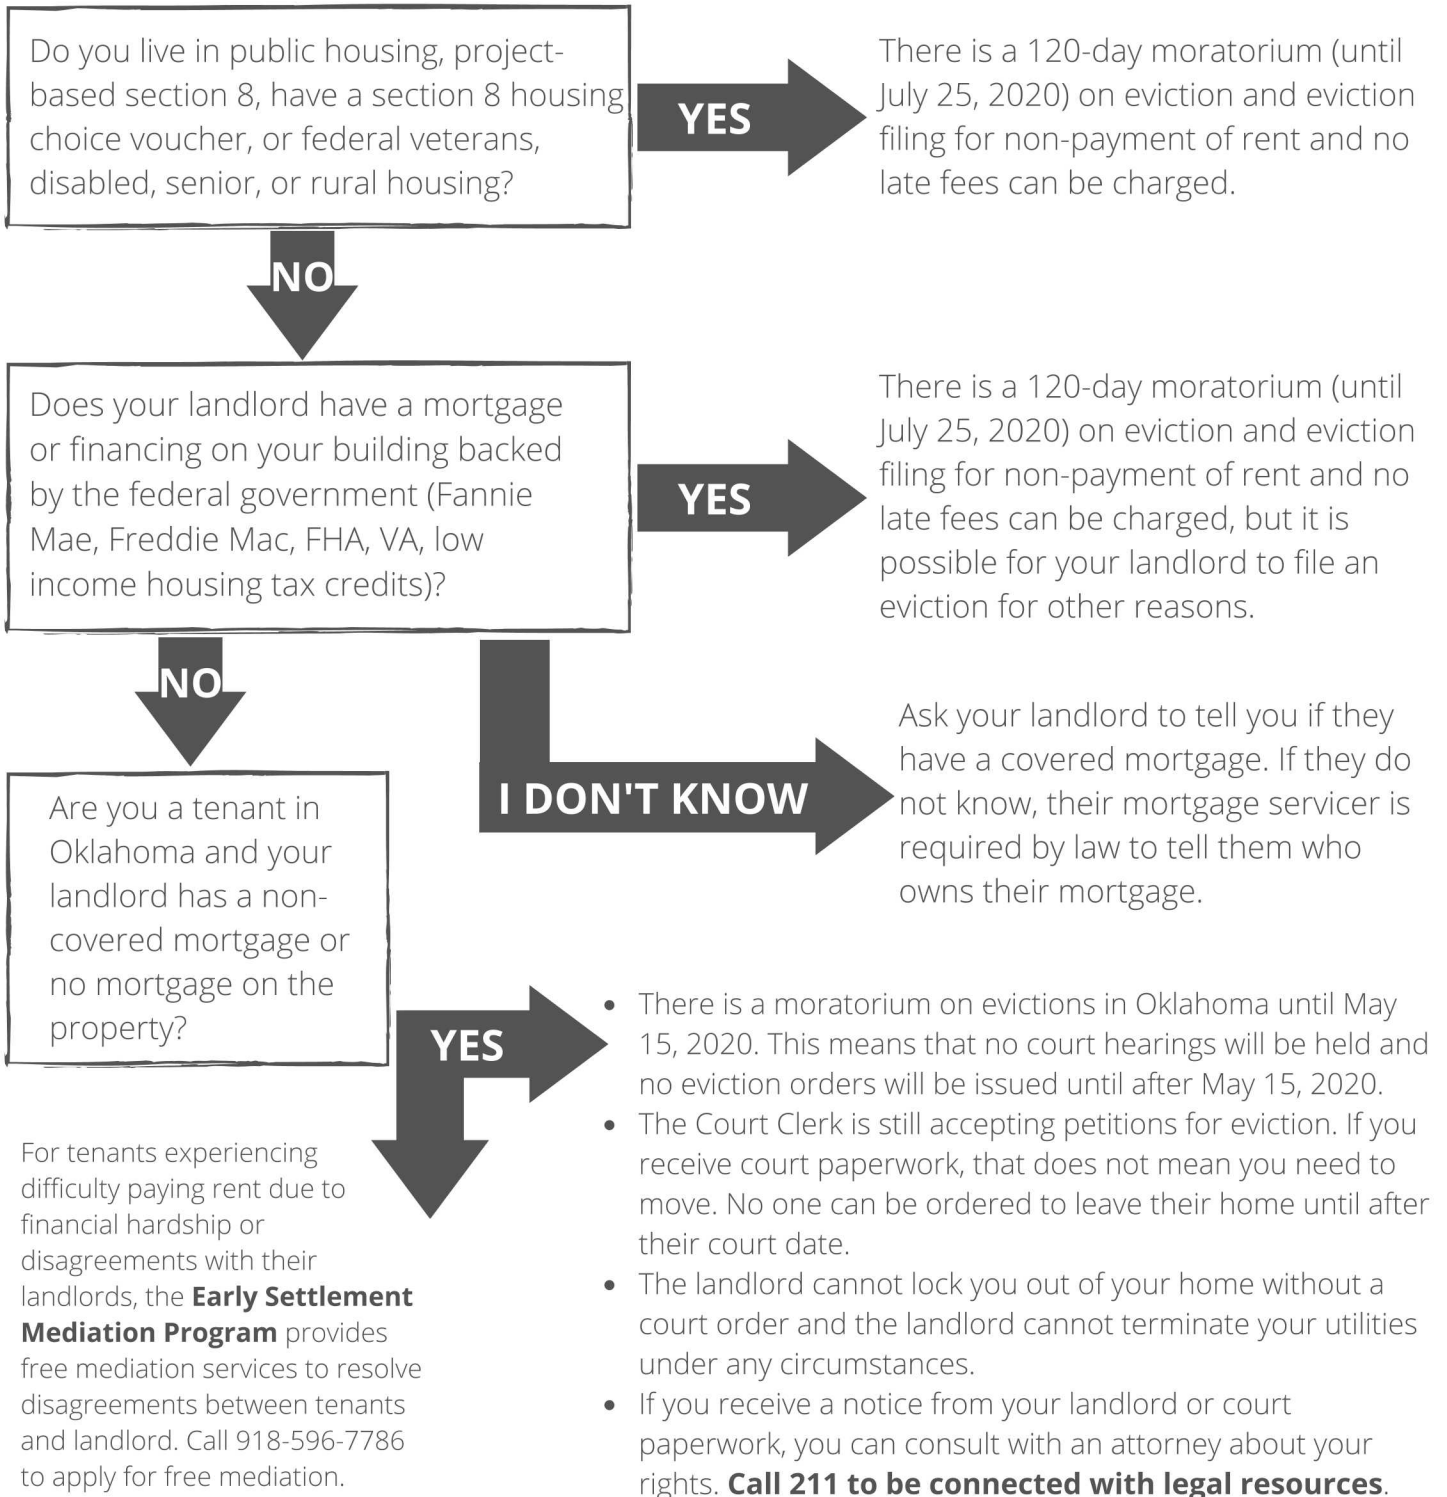 Do you live in public housing, project-
based section 8, have a section 8 housing
choice voucher, or federal veterans,
disabled, senior, or rural housing?
YES
There is a 120-day moratorium (until
July 25, 2020) on eviction and eviction
filing for non-payment of rent and no
late fees can be charged.
NO
Does your landlord have a mortgage
or financing on your building backed
by the federal government (Fannie
Mae, Freddie Mac, FHA, VA, low
income housing tax credits)?
YES
There is a 120-day moratorium (until
July 25, 2020) on eviction and eviction
filing for non-payment of rent and no
late fees can be charged, but it is
possible for your landlord to file an
eviction for other reasons.
NO
I DON'T KNOW
Ask your landlord to tell you if they
have a covered mortgage. If they do
not know, their mortgage servicer is
required by law to tell them who
owns their mortgage.
Are you a tenant in
Oklahoma and your
landlord has a non-
covered mortgage or
no mortgage on the
property?
YES
• There is a moratorium on evictions in Oklahoma until May
15, 2020. This means that no court hearings will be held and
no eviction orders will be issued until after May 15, 2020.
• The Court Clerk is still accepting petitions for eviction. If you
receive court paperwork, that does not mean you need to
move. No one can be ordered to leave their home until after
their court date.
• The landlord cannot lock you out of your home without a
court order and the landlord cannot terminate your utilities
under any circumstances.
• If you receive a notice from your landlord or court
paperwork, you can consult with an attorney about your
rights. Call 211 to be connected with legal resources.
For tenants experiencing
difficulty paying rent due to
financial hardship or
disagreements with their
landlords, the Early Settlement
Mediation Program provides
free mediation services to resolve
disagreements between tenants
and landlord. Call 918-596-7786
to apply for free mediation.